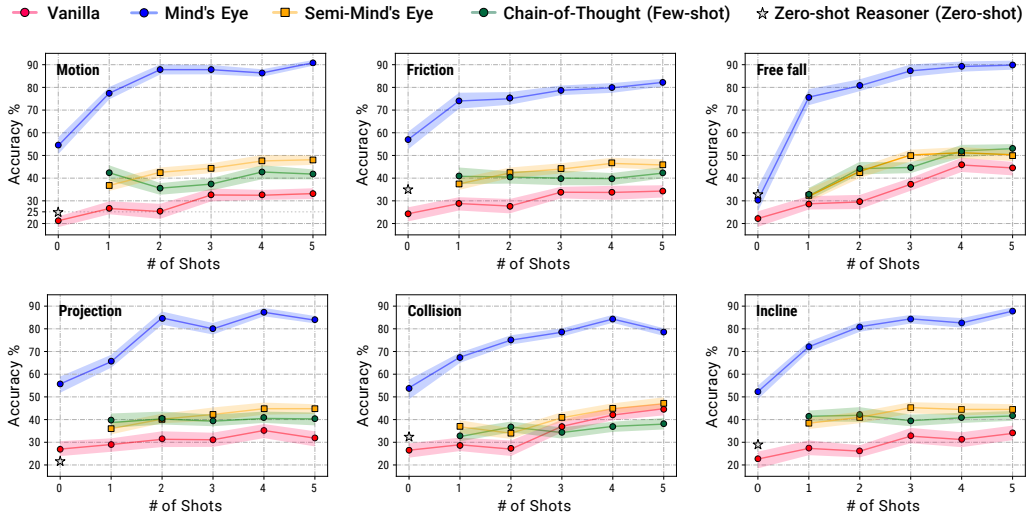 Vanilla Mind's Eye Semi-Mind's Eye Chain-of-Thought (Few-shot) Zero-shot Reasoner (Zero-shot)
Motion
Accuracy %
90
80
70
60
50
40
30
25
20
0 1 2 3 4 5
# of Shots
Friction
Accuracy %
90
80
70
60
50
40
30
20
0 1 2 3 4 5
# of Shots
Free fall
Accuracy %
90
80
70
60
50
40
30
20
0 1 2 3 4 5
# of Shots
Projection
Accuracy %
90
80
70
60
50
40
30
20
0 1 2 3 4 5
# of Shots
Collision
Accuracy %
90
80
70
60
50
40
30
20
0 1 2 3 4 5
# of Shots
Incline
Accuracy %
90
80
70
60
50
40
30
20
0 1 2 3 4 5
# of Shots